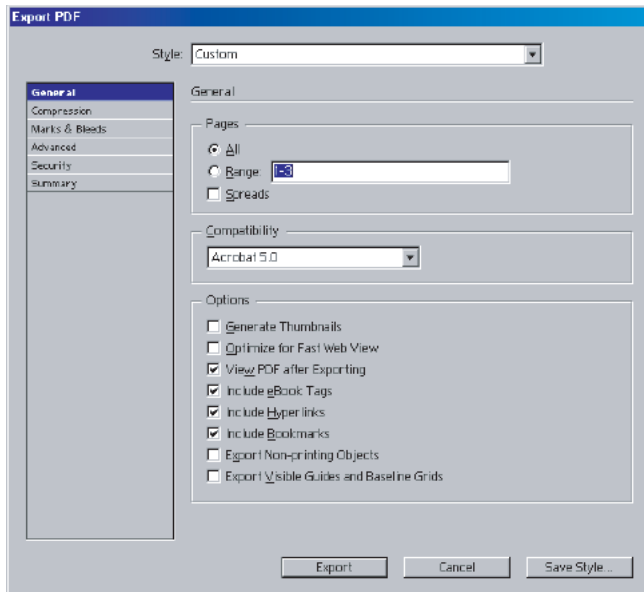 Export PDF
Style: Custom
General
Compression
Marks & Bleeds
Advanced
Security
Summary
General
Pages
All
Range: 1-3
Spreads
Compatibility
Acrobat 5.0
Options
Generate Thumbnails
Optimize for Fast Web View
View PDF after Exporting
Include eBook Tags
Include Hyperlinks
Include Bookmarks
Export Non-printing Objects
Export Visible Guides and Baseline Grids
Export Cancel Save Style...